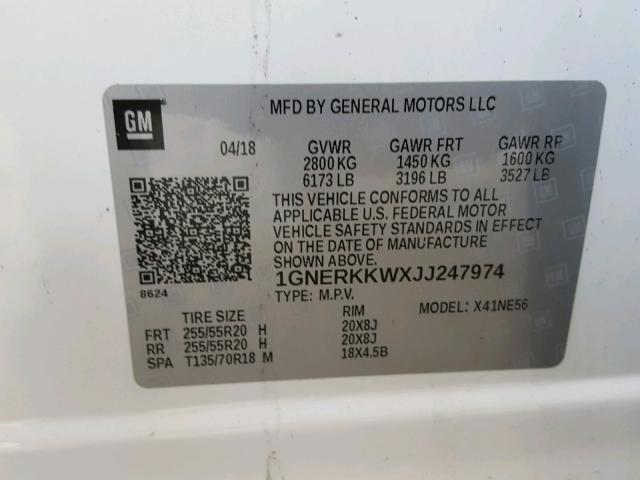 GM
MFD BY GENERAL MOTORS LLC
04/18 GVWR GAWR FRT GAWR RR
2800 KG 1450 KG 1600 KG
6173 LB 3196 LB 3527 LB
THIS VEHICLE CONFORMS TO ALL
APPLICABLE U.S. FEDERAL MOTOR
VEHICLE SAFETY STANDARDS IN EFFECT
ON THE DATE OF MANUFACTURE
SHOWN ABOVE.
1GNERKKWXJJ247974
8624
TYPE: M.P.V. MODEL: X41NE56
TIRE SIZE RIM
FRT 255/55R20 H 20X8J
RR 255/55R20 H 20X8J
SPA T135/70R18 M 18X4.5B